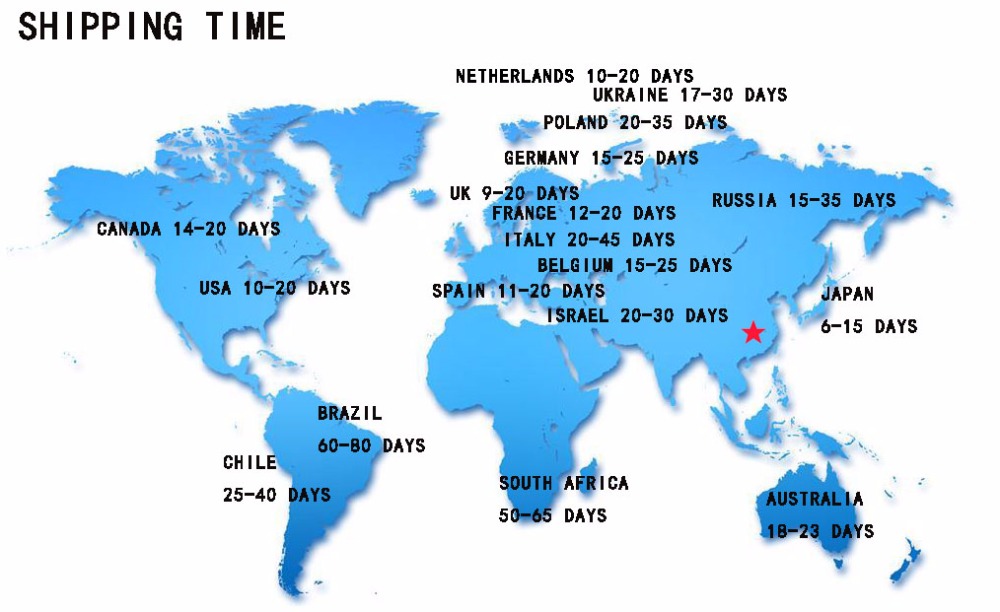 SHIPPING TIME
NETHERLANDS 10-20 DAYS
UKRAINE 17-30 DAYS
POLAND 20-35 DAYS
GERMANY 15-25 DAYS
UK 9-20 DAYS
RUSSIA 15-35 DAYS
FRANCE 12-20 DAYS
CANADA 14-20 DAYS
ITALY 20-45 DAYS
BELGIUM 15-25 DAYS
USA 10-20 DAYS
SPAIN 11-20 DAYS
JAPAN
6-15 DAYS
ISRAEL 20-30 DAYS
BRAZIL
60-80 DAYS
CHILE
25-40 DAYS
SOUTH AFRICA
50-65 DAYS
AUSTRALIA
18-23 DAYS